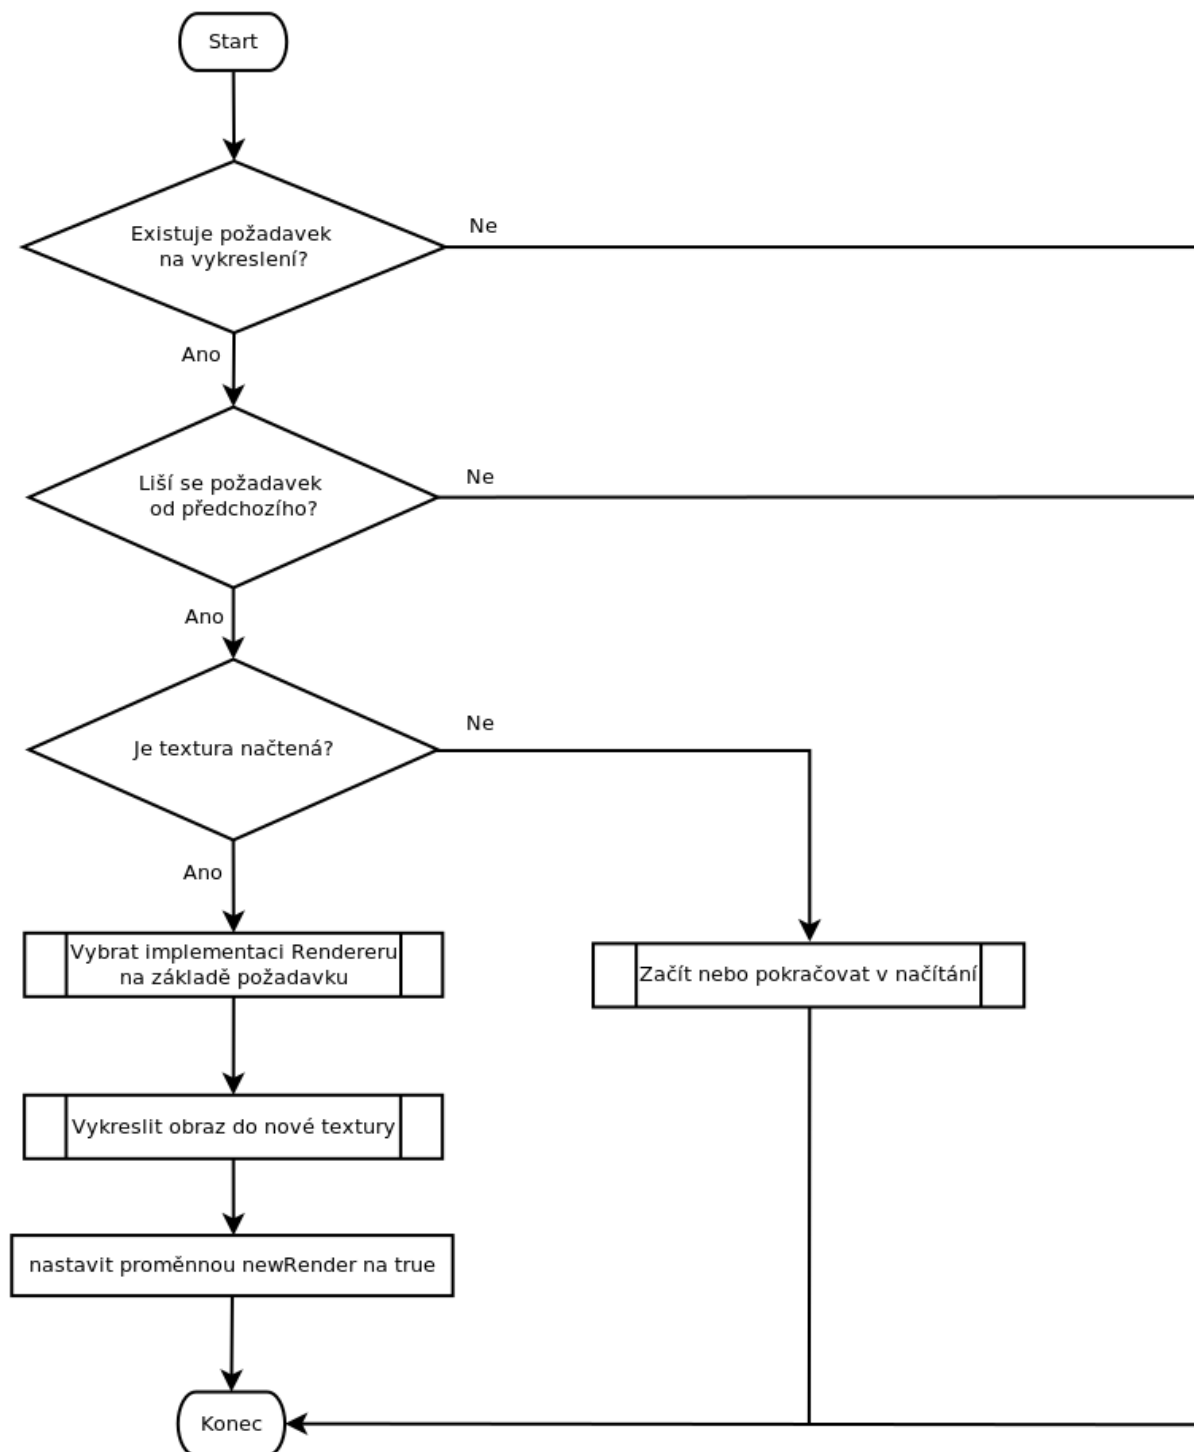 Start
Existuje požadavek
na vykreslení?
Ne
Ano
Liší se požadavek
od předchozího?
Ne
Ano
Je textura načtená?
Ne
Ano
Vybrat implementaci Rendereru
na základě požadavku
Začít nebo pokračovat v načítání
Vykreslit obraz do nové textury
nastavit proměnnou newRender na true
Konec